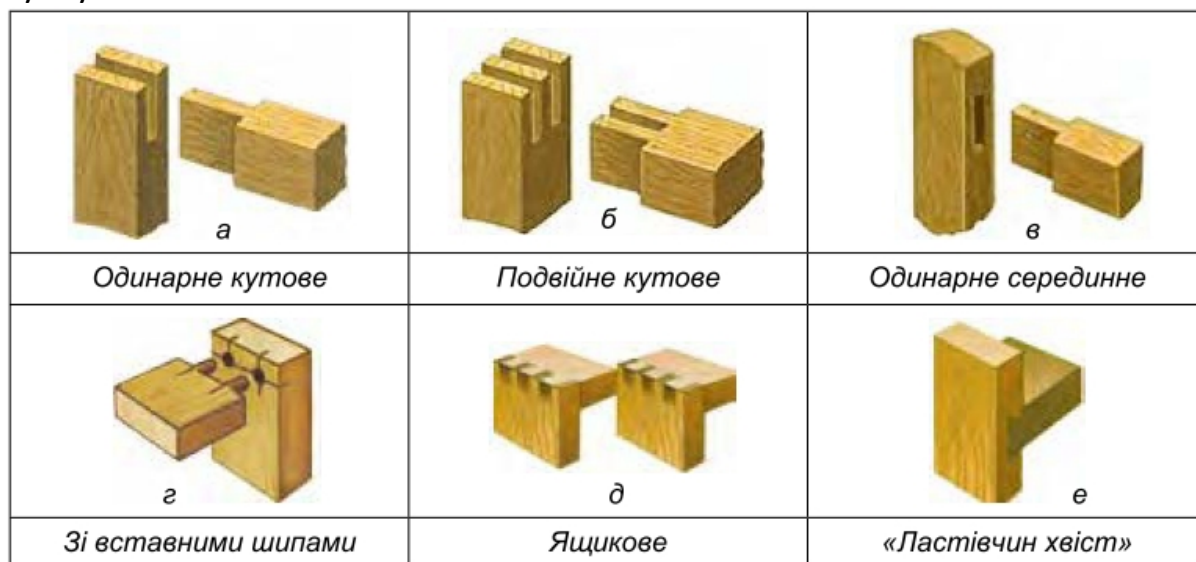 а
б
в
Одинарне кутове
Подвійне кутове
Одинарне серединне
г
д
е
Зі вставними шипами
Ящикове
«Ластівчин хвіст»